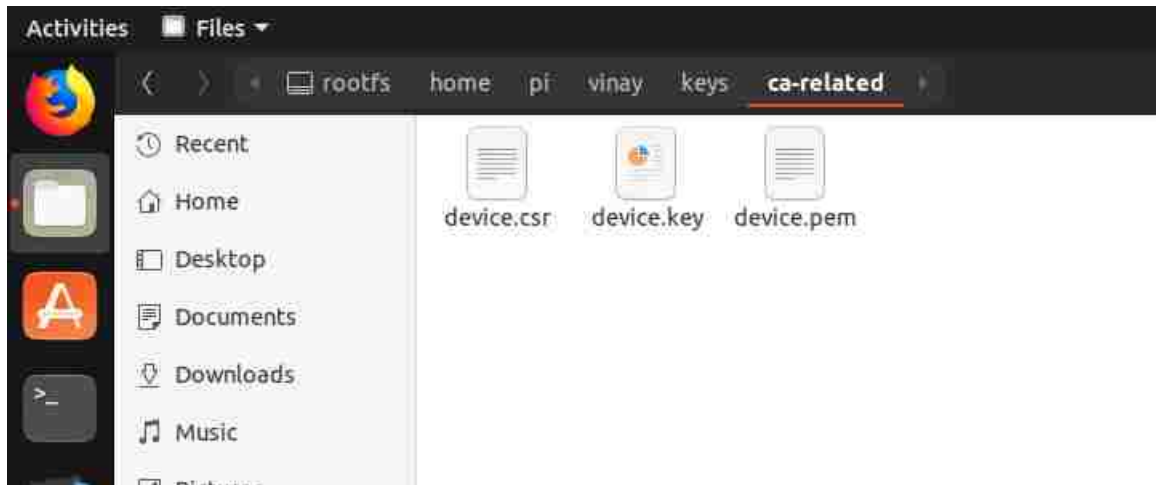 Activities Files
rootfs home pi vinay keys ca-related
Recent
Home
Desktop
Documents
Downloads
Music
device.csr device.key device.pem